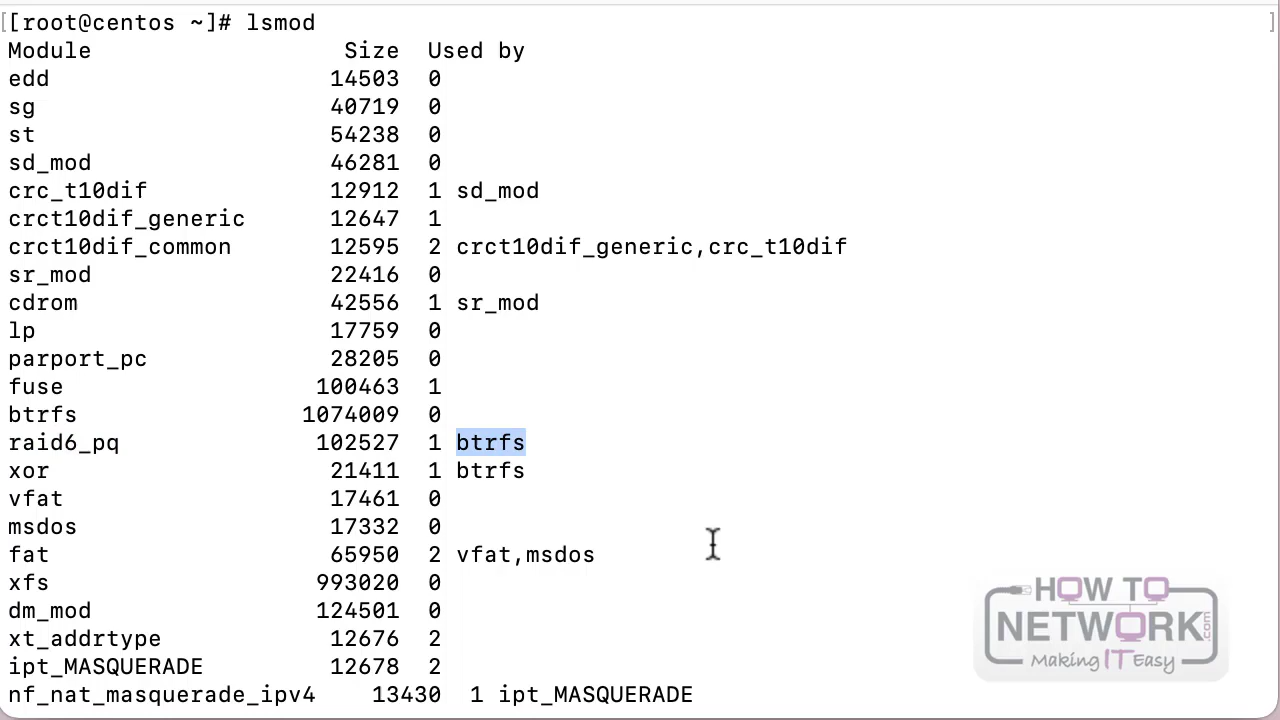 [[root@centos ~]# lsmod ]
Module Size Used by
edd 14503 0
sg 40719 0
st 54238 0
sd_mod 46281 0
crc_t10dif 12912 1 sd_mod
crct10dif_generic 12647 1
crct10dif_common 12595 2 crct10dif_generic,crc_t10dif
sr_mod 22416 0
cdrom 42556 1 sr_mod
lp 17759 0
parport_pc 28205 0
fuse 100463 1
btrfs 1074009 0
raid6_pq 102527 1 btrfs
xor 21411 1 btrfs
vfat 17461 0
msdos 17332 0
fat 65950 2 vfat,msdos
xfs 993020 0
dm_mod 124501 0
xt_addrtype 12676 2
ipt_MASQUERADE 12678 2
nf_nat_masquerade_ipv4 13430 1 ipt_MASQUERADE
HOW TO
NETWORK.com
Making IT Easy